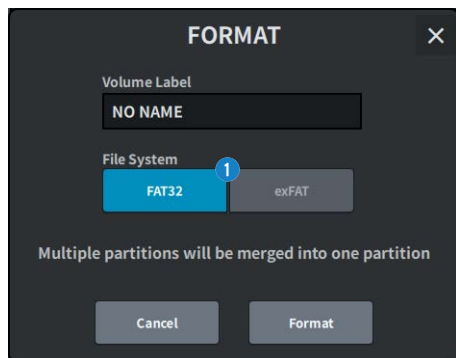 FORMAT
Volume Label
NO NAME
File System
1
FAT32 exFAT
Multiple partitions will be merged into one partition
Cancel Format